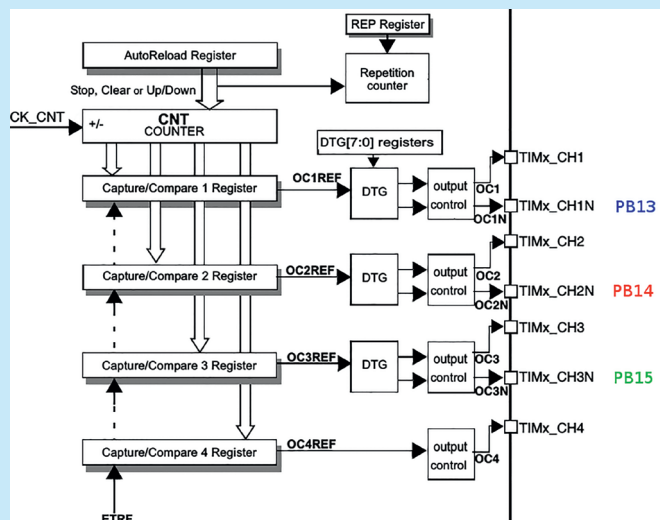 REP Register
AutoReload Register
Repetition
counter
Stop, Clear or Up/Down
CK_CNT
+/-
CNT
COUNTER
DTG[7:0] registers
Capture/Compare 1 Register
OC1REF
DTG
output
control
OC1
OC1N
TIMx_CH1
TIMx_CH1N
PB13
Capture/Compare 2 Register
OC2REF
DTG
output
control
OC2
OC2N
TIMx_CH2
TIMx_CH2N
PB14
Capture/Compare 3 Register
OC3REF
DTG
output
control
OC3
OC3N
TIMx_CH3
TIMx_CH3N
PB15
Capture/Compare 4 Register
OC4REF
output
control
OC4
TIMx_CH4
ETRF